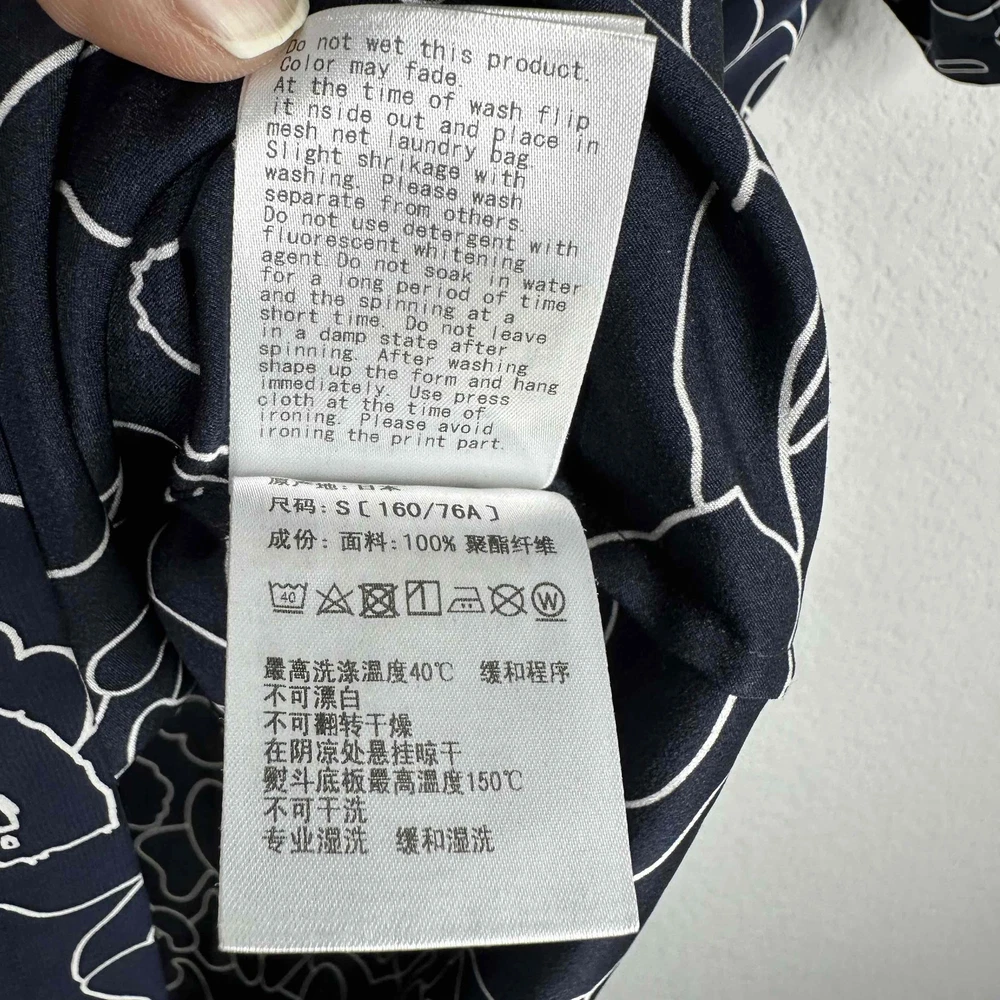 Do not wet this product.
Color may fade.
At the time of wash flip
it nside out and place in
mesh net laundry bag.
Slight shrikage with
washing. Please wash
separate from others.
Do not use detergent with
fluorescent whitening
agent Do not soak in water
for a long period of time
and the spinning at a
short time. Do not leave
in a damp state after
spinning. After washing
shape up the form and hang
immediately. Use press
cloth at the time of
ironing. Please avoid
ironing the print part.
原产地: 日本
尺码: S〔160/76A〕
成份: 面料:100% 聚酯纤维
40 W
最高洗涤温度40℃ 缓和程序
不可漂白
不可翻转干燥
在阴凉处悬挂晾干
熨斗底板最高温度150℃
不可干洗
专业湿洗 缓和湿洗